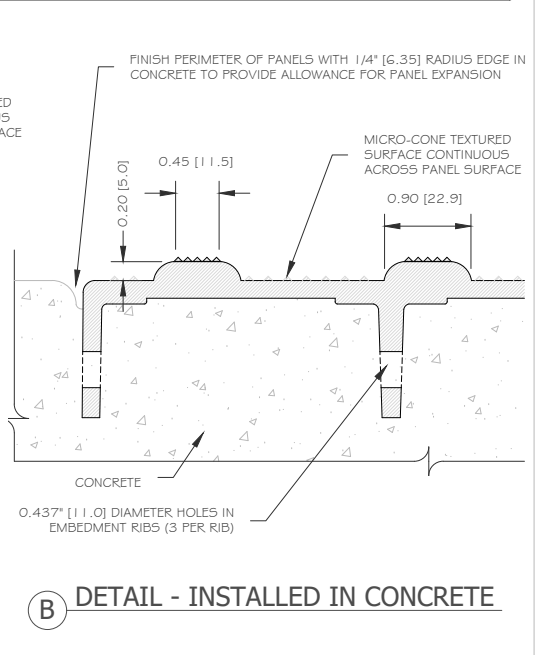 FINISH PERIMETER OF PANELS WITH 1/4" [6.35] RADIUS EDGE IN
CONCRETE TO PROVIDE ALLOWANCE FOR PANEL EXPANSION
MICRO-CONE TEXTURED
SURFACE CONTINUOUS
ACROSS PANEL SURFACE
0.45 [11.5]
0.20 [5.0]
0.90 [22.9]
CONCRETE
0.437" [11.0] DIAMETER HOLES IN
EMBEDMENT RIBS (3 PER RIB)
B
DETAIL - INSTALLED IN CONCRETE